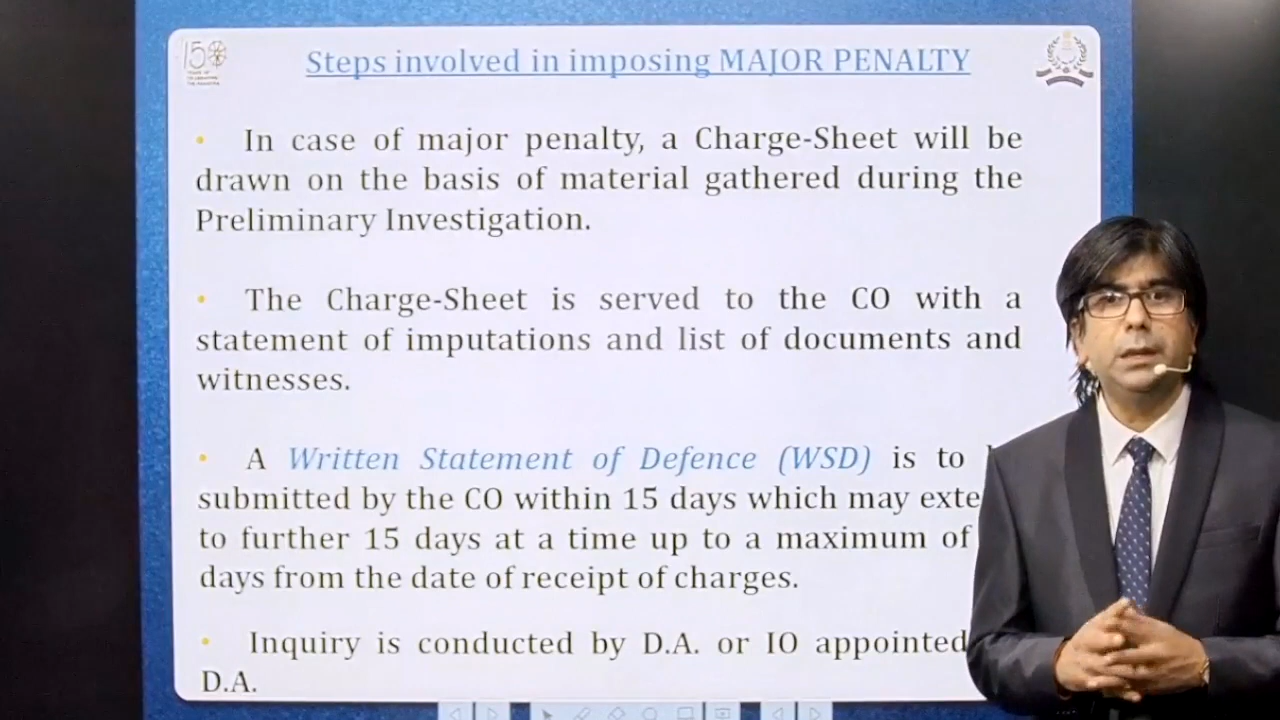 150
Steps involved in imposing MAJOR PENALTY
• In case of major penalty, a Charge-Sheet will be
drawn on the basis of material gathered during the
Preliminary Investigation.
• The Charge-Sheet is served to the CO with a
statement of imputations and list of documents and
witnesses.
• A Written Statement of Defence (WSD) is to
submitted by the CO within 15 days which may exte
to further 15 days at a time up to a maximum of
days from the date of receipt of charges.
• Inquiry is conducted by D.A. or IO appointed
D.A.